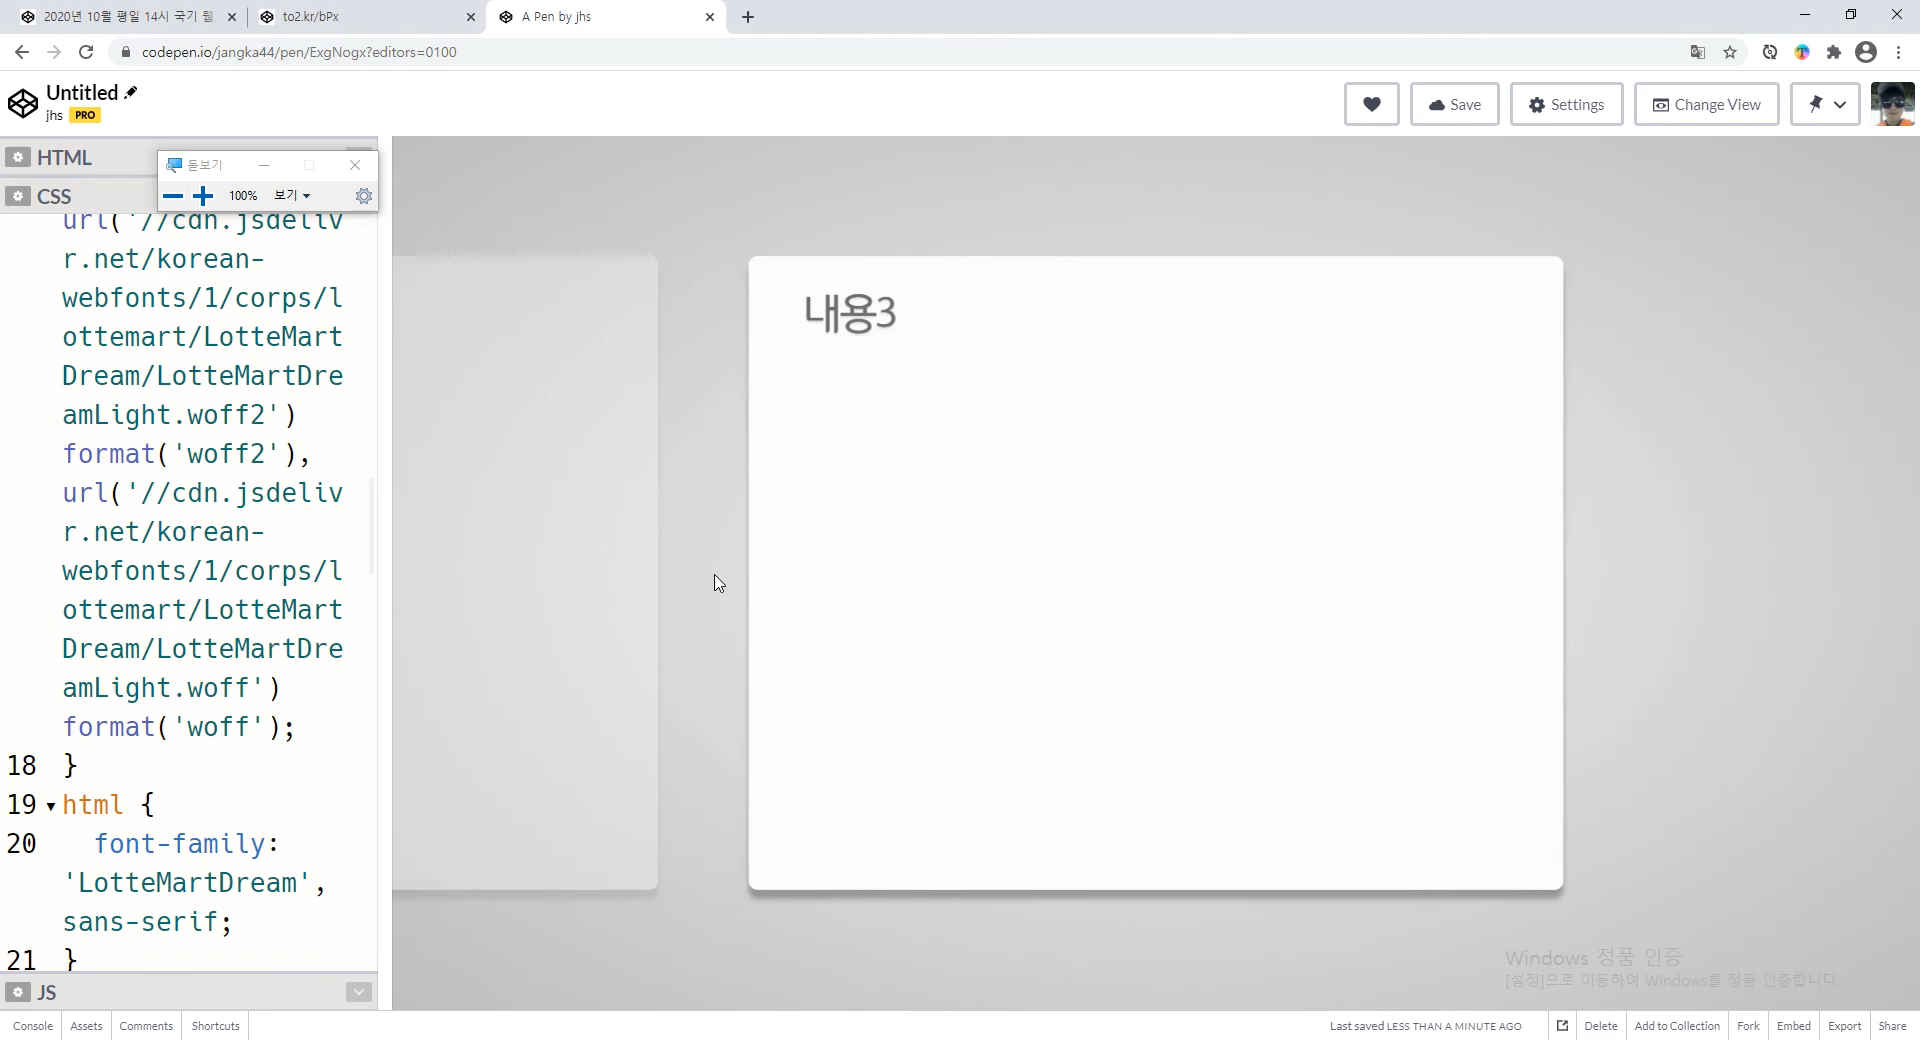 2020년 10월 평일 14시 국기 웹
to2.kr/bPx
A Pen by jhs
codepen.io/jangka44/pen/ExgNogx?editors=0100
Untitled
jhs PRO
Save
Settings
Change View
HTML
돋보기
100% 보기
CSS
url('//cdn.jsdeliv
r.net/korean-
webfonts/1/corps/l
ottemart/LotteMart
Dream/LotteMartDre
amLight.woff2')
format('woff2'),
url('//cdn.jsdeliv
r.net/korean-
webfonts/1/corps/l
ottemart/LotteMart
Dream/LotteMartDre
amLight.woff')
format('woff');
18 }
19 html {
20 font-family:
'LotteMartDream',
sans-serif;
21 }
내용3
Windows 정품 인증
[설정]으로 이동하여 Windows를 정품 인증합니다.
JS
Console Assets Comments Shortcuts
Last saved LESS THAN A MINUTE AGO
Delete Add to Collection Fork Embed Export Share